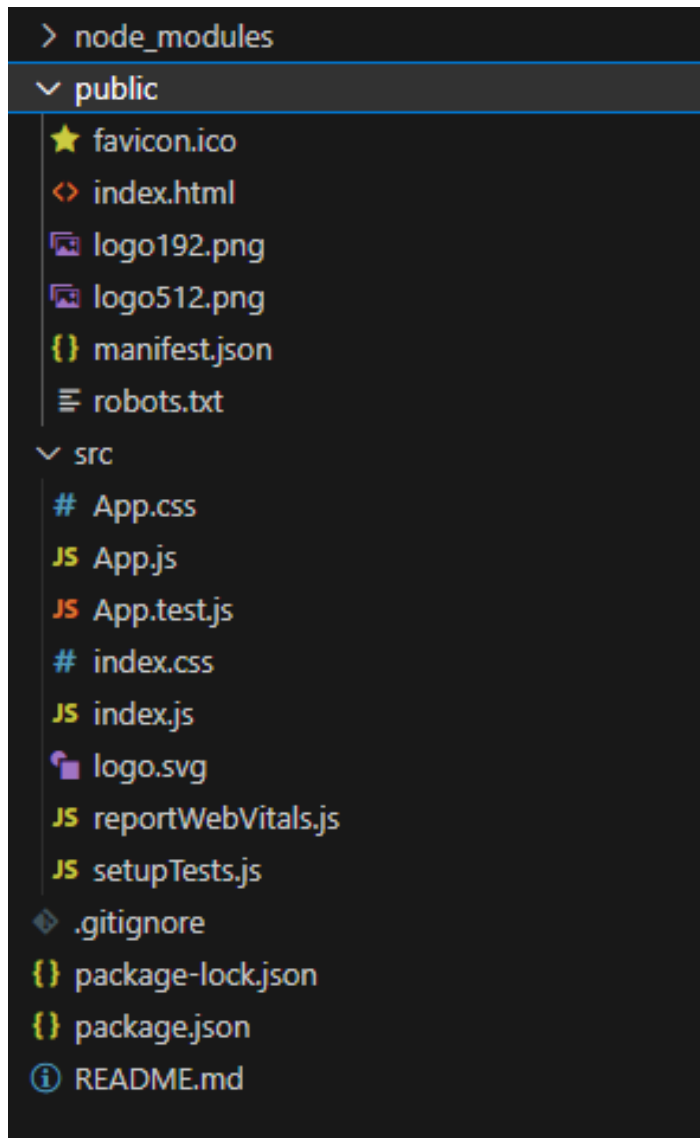 node_modules
public
favicon.ico
index.html
logo192.png
logo512.png
manifest.json
robots.txt
src
App.css
App.js
App.test.js
index.css
index.js
logo.svg
reportWebVitals.js
setupTests.js
.gitignore
package-lock.json
package.json
README.md